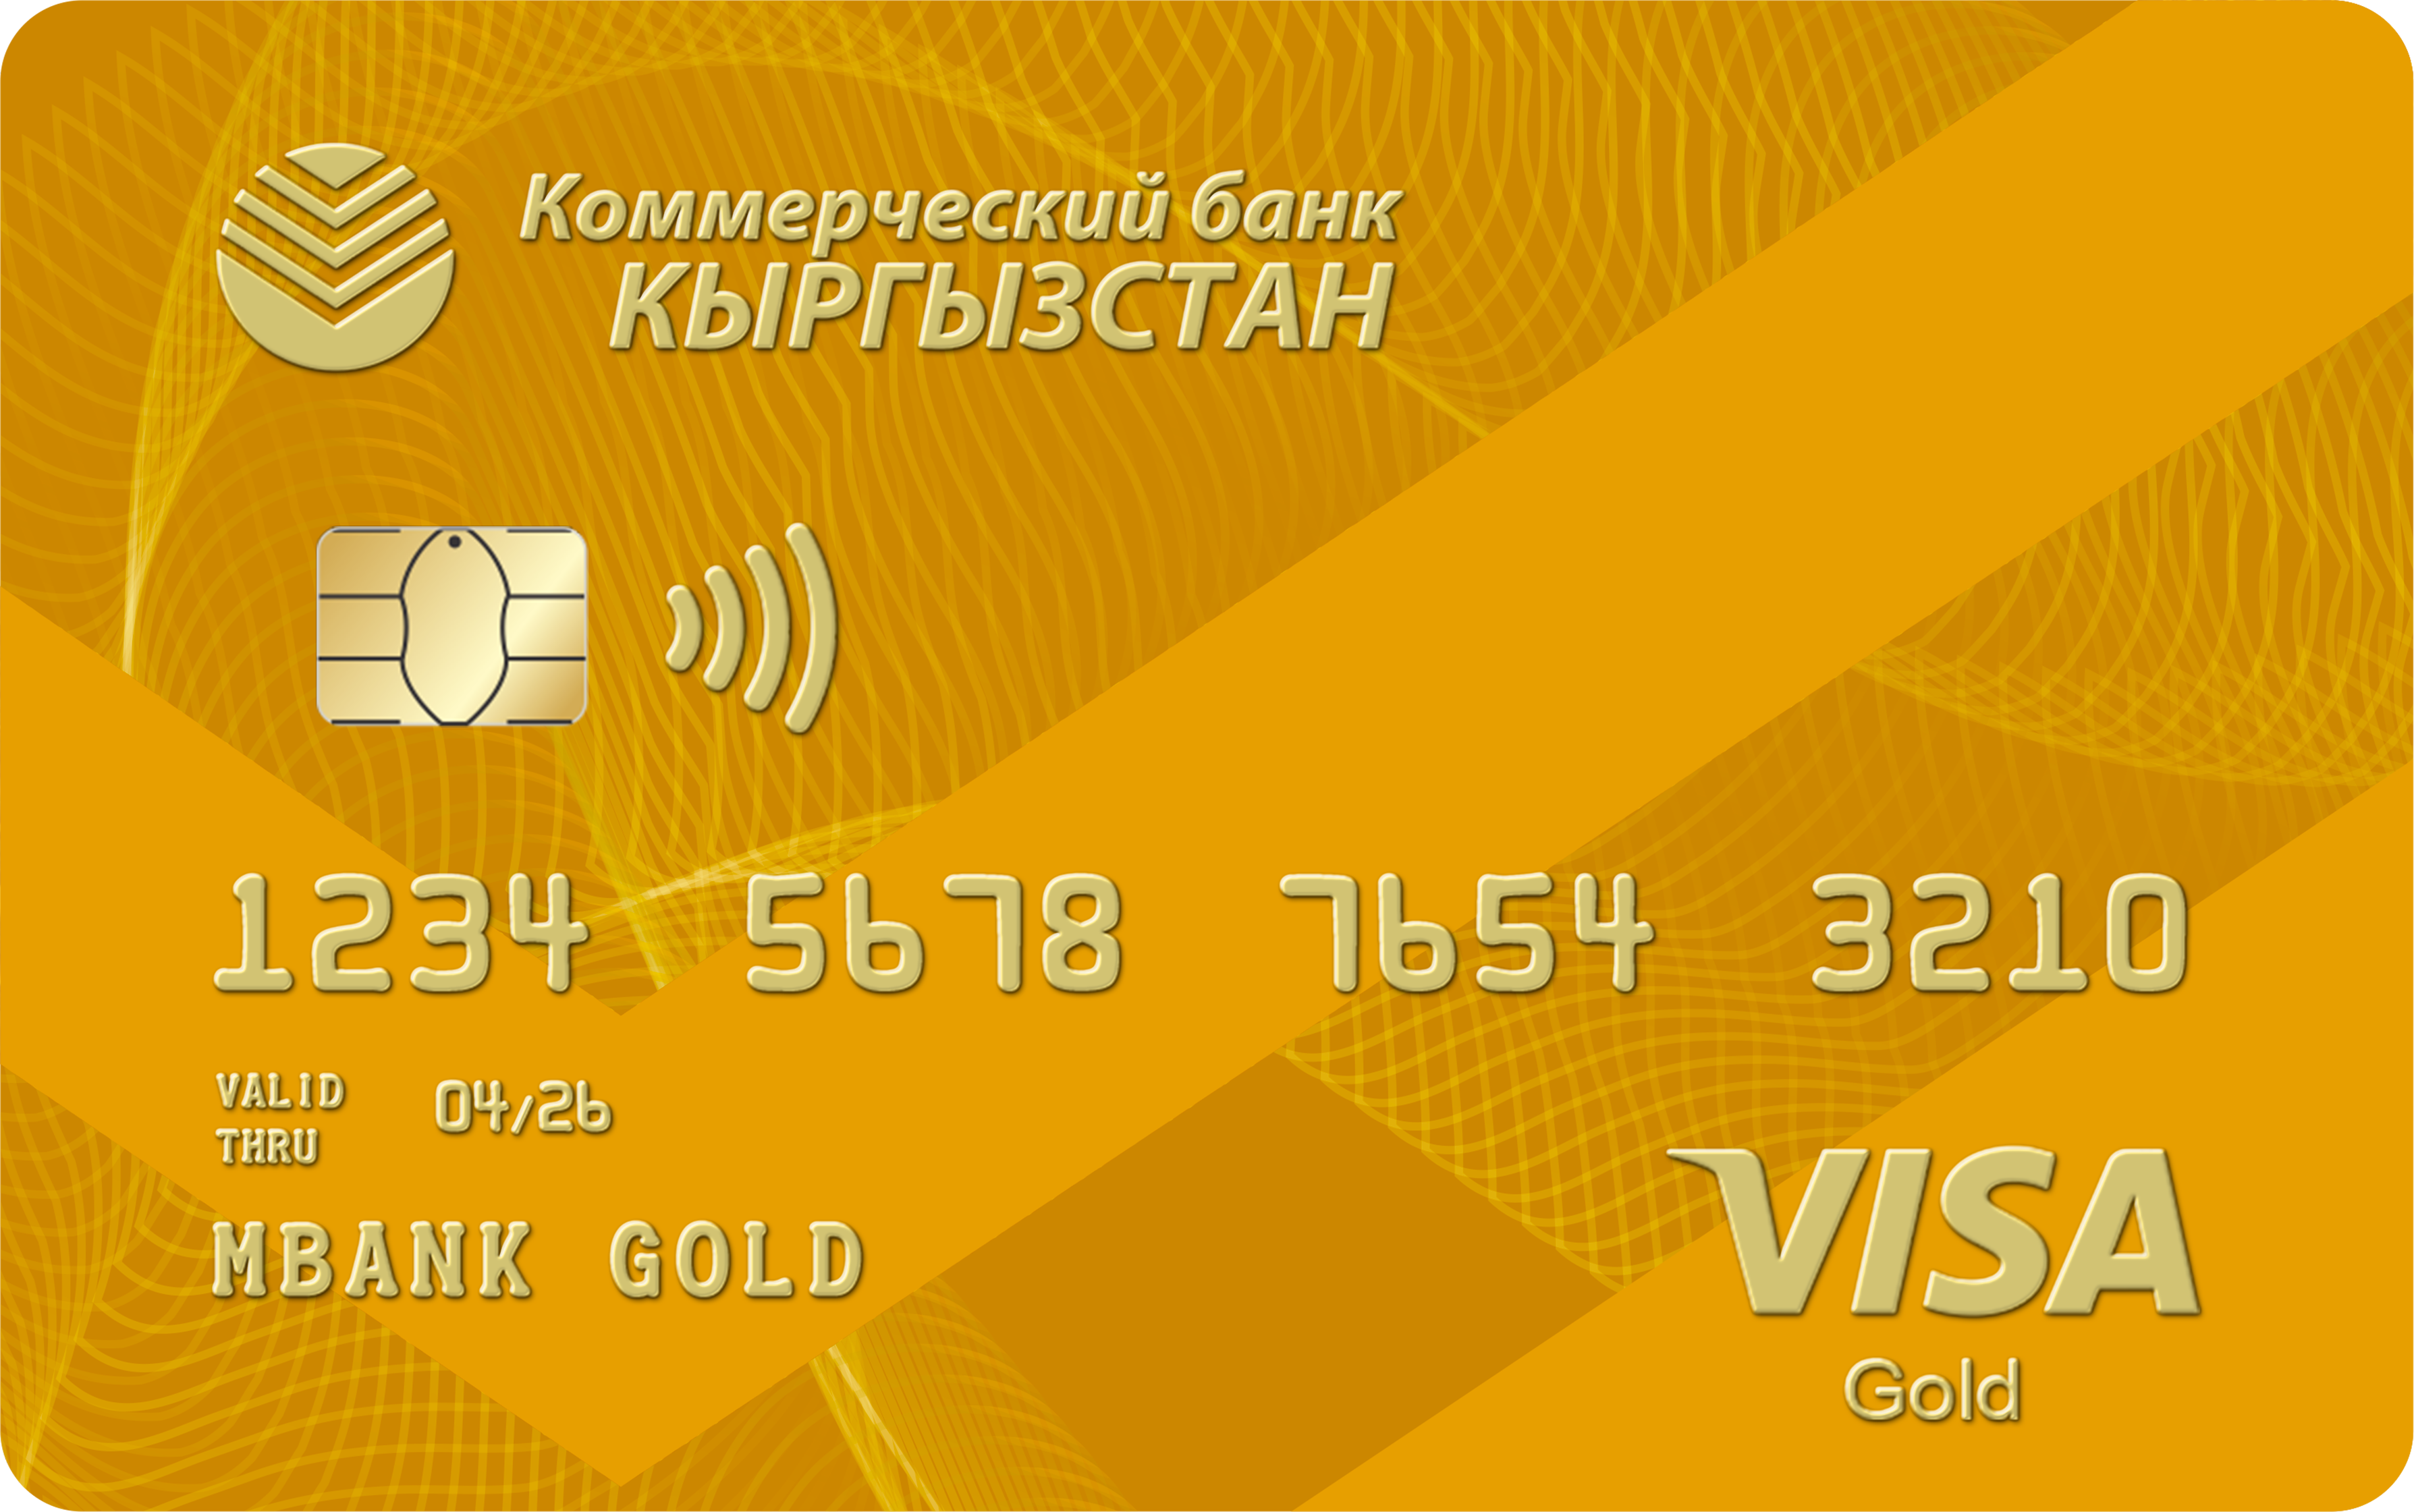 Коммерческий банк
КЫРГЫЗСТАН
1234 5678 7654 3210
VALID
THRU
04/26
MBANK GOLD
VISA
Gold